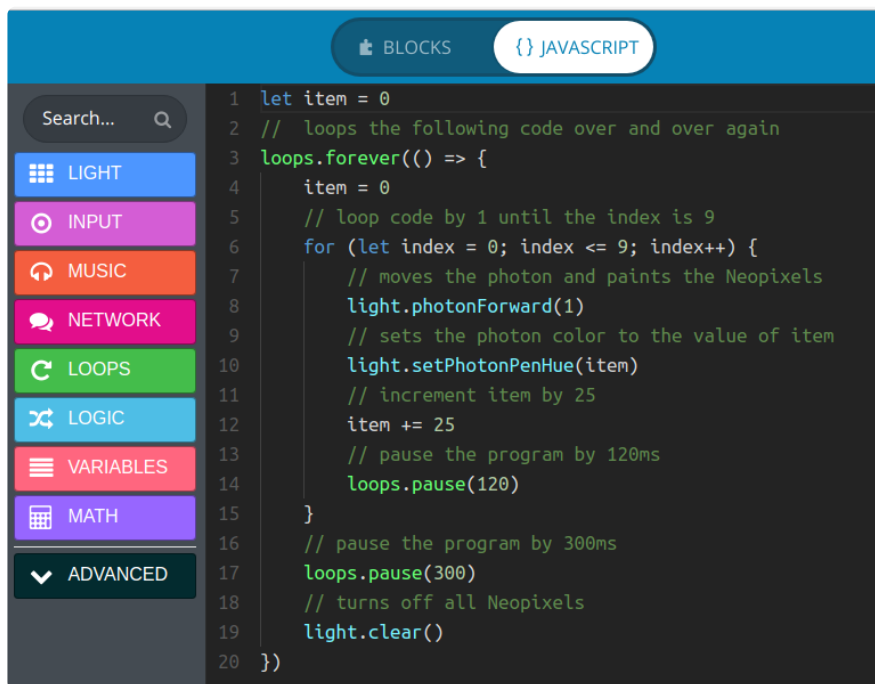 BLOCKS
{ } JAVASCRIPT
Search...
LIGHT
INPUT
MUSIC
NETWORK
LOOPS
LOGIC
VARIABLES
MATH
ADVANCED
1 let item = 0
2 //  loops the following code over and over again
3 loops.forever(() => {
4     item = 0
5     // loop code by 1 until the index is 9
6     for (let index = 0; index <= 9; index++) {
7         // moves the photon and paints the Neopixels
8         light.photonForward(1)
9         // sets the photon color to the value of item
10         light.setPhotonPenHue(item)
11         // increment item by 25
12         item += 25
13         // pause the program by 120ms
14         loops.pause(120)
15     }
16     // pause the program by 300ms
17     loops.pause(300)
18     // turns off all Neopixels
19     light.clear()
20 })